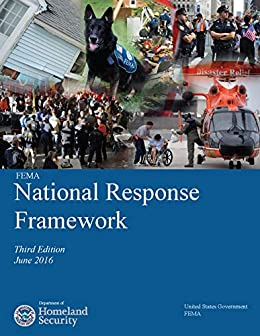 Disaster Relief
FEMA
National Response
Framework
Third Edition
June 2016
United States Government
FEMA
Department of
Homeland
Security